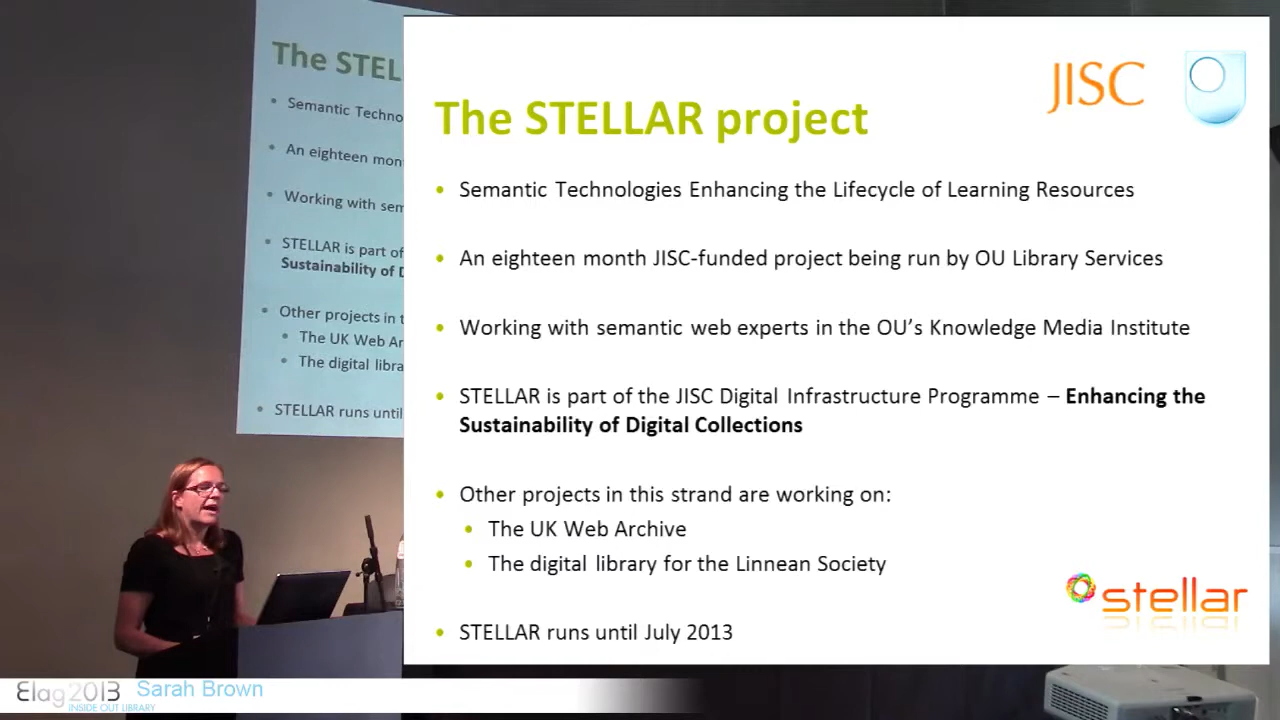 The STEL
Semantic Techno
An eighteen mon
Working with sem
STELLAR is part of
Sustainability of D
Other projects in t
The UK Web Ar
The digital libra
STELLAR runs until
JISC
The STELLAR project
• Semantic Technologies Enhancing the Lifecycle of Learning Resources
• An eighteen month JISC-funded project being run by OU Library Services
• Working with semantic web experts in the OU's Knowledge Media Institute
• STELLAR is part of the JISC Digital Infrastructure Programme – Enhancing the
Sustainability of Digital Collections
• Other projects in this strand are working on:
• The UK Web Archive
• The digital library for the Linnean Society
stellar
• STELLAR runs until July 2013
Elag2013 Sarah Brown
INSIDE OUT LIBRARY